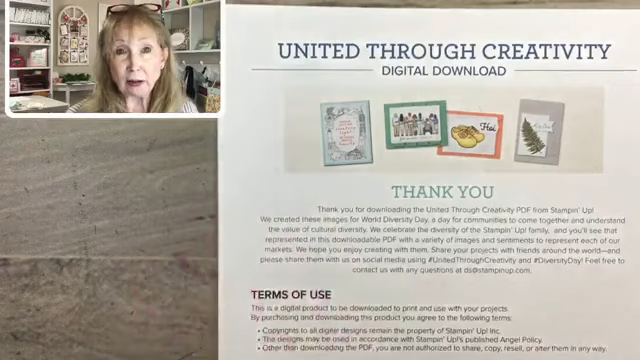 UNITED THROUGH CREATIVITY
DIGITAL DOWNLOAD
Hoi
THANK YOU
Thank you for downloading the United Through Creativity PDF from Stampin' Up!
We created these images for World Diversity Day, a day for communities to come together and understand
the value of cultural diversity. We celebrate the diversity of the Stampin' Up! family, and you'll see that
represented in this downloadable PDF with a variety of images and sentiments to represent each of our
markets. We hope you enjoy creating with them. Share your projects with friends around the world—and
please share them with us on social media using #UnitedThroughCreativity and #DiversityDay! Feel free to
contact us with any questions at ds@stampinup.com.
TERMS OF USE
This is a digital product to be downloaded to print and use with your projects.
By purchasing and downloading this product you agree to the following terms:
• Copyrights to all digital designs remain the property of Stampin' Up! Inc.
• The designs may be used in accordance with Stampin' Up!'s published Angel Policy.
• Other than downloading the PDF, you are not authorized to share, copy, resell, or alter them in any way.